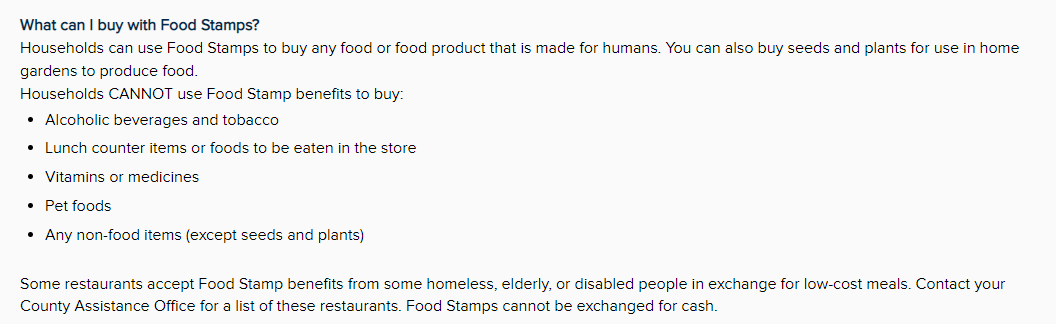 What can I buy with Food Stamps?
Households can use Food Stamps to buy any food or food product that is made for humans. You can also buy seeds and plants for use in home
gardens to produce food.
Households CANNOT use Food Stamp benefits to buy:
• Alcoholic beverages and tobacco
• Lunch counter items or foods to be eaten in the store
• Vitamins or medicines
• Pet foods
• Any non-food items (except seeds and plants)
Some restaurants accept Food Stamp benefits from some homeless, elderly, or disabled people in exchange for low-cost meals. Contact your
County Assistance Office for a list of these restaurants. Food Stamps cannot be exchanged for cash.